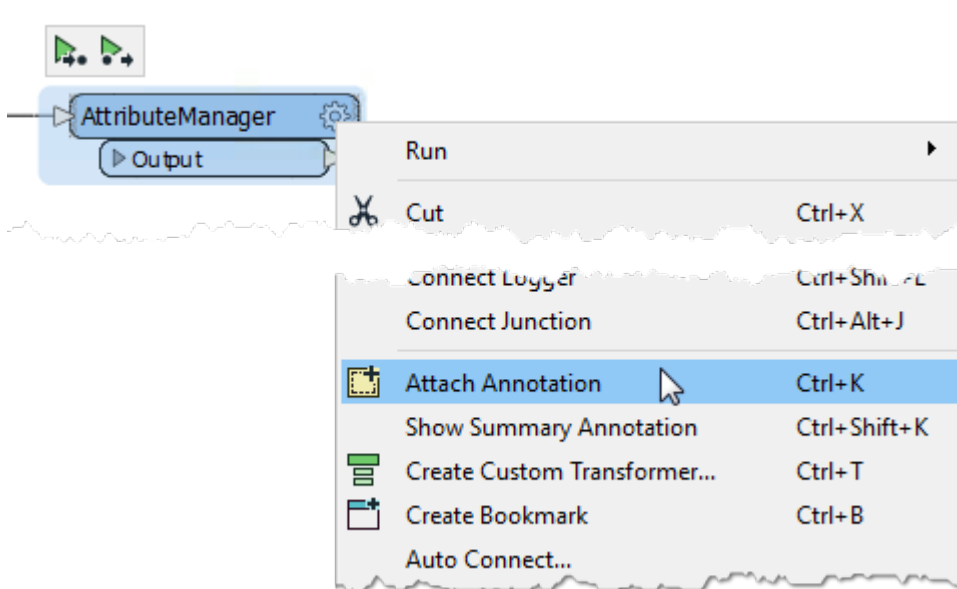 AttributeManager
Output
Run
Cut Ctrl+X
Connect Logger
Connect Junction Ctrl+Alt+J
Attach Annotation Ctrl+K
Show Summary Annotation Ctrl+Shift+K
Create Custom Transformer... Ctrl+T
Create Bookmark Ctrl+B
Auto Connect...